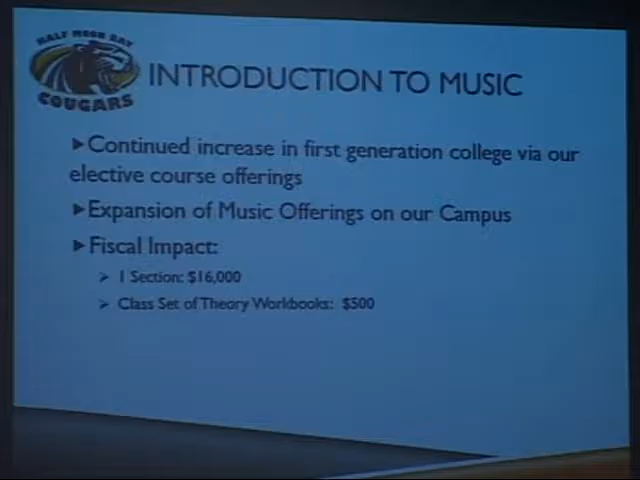 HALF MOON BAY
COUGARS
INTRODUCTION TO MUSIC
Continued increase in first generation college via our
elective course offerings
Expansion of Music Offerings on our Campus
Fiscal Impact:
1 Section: $16,000
Class Set of Theory Workbooks: $500